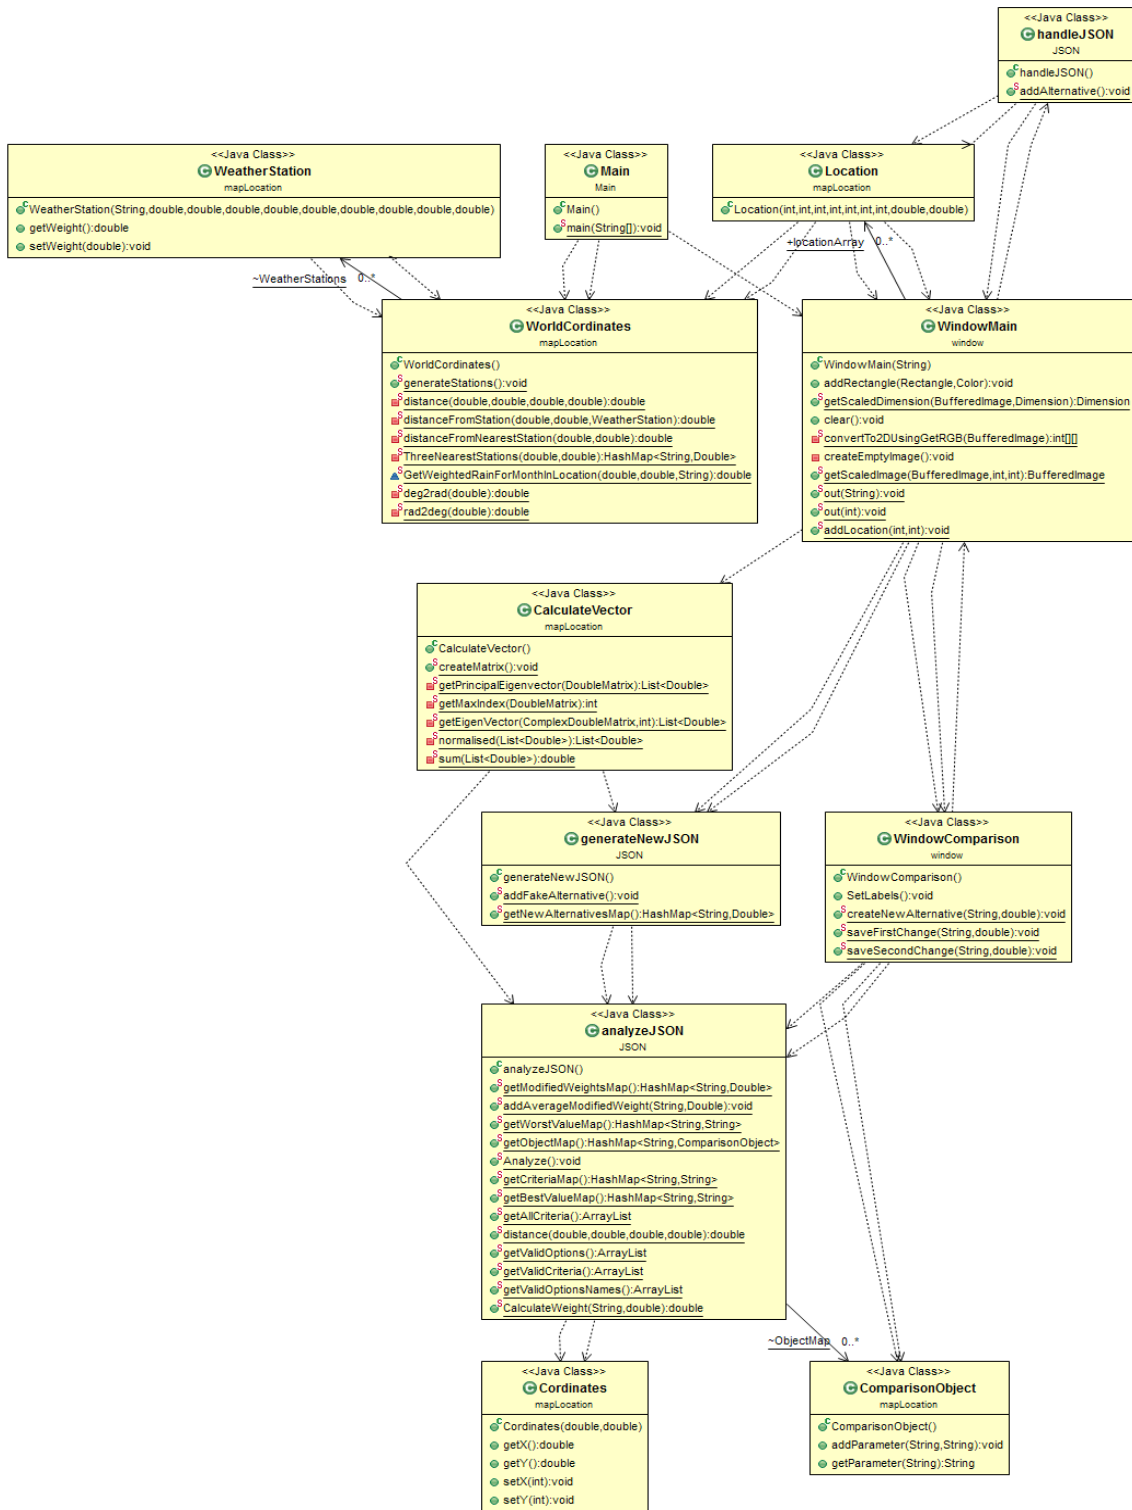 <<Java Class>>
handleJSON
JSON
handleJSON()
addAlternative():void
<<Java Class>>
WeatherStation
mapLocation
WeatherStation(String,double,double,double,double,double,double,double,double,double)
getWeight():double
setWeight(double):void
<<Java Class>>
Main
Main
Main()
main(String[]):void
<<Java Class>>
Location
mapLocation
Location(int,int,int,int,int,int,int,double,double)
+locationArray 0..*
~WeatherStations 0..*
<<Java Class>>
WorldCordinates
mapLocation
WorldCordinates()
generateStations():void
distance(double,double,double,double):double
distanceFromStation(double,double,WeatherStation):double
distanceFromNearestStation(double,double):double
ThreeNearestStations(double,double):HashMap<String,Double>
GetWeightedRainForMonthInLocation(double,double,String):double
deg2rad(double):double
rad2deg(double):double
<<Java Class>>
WindowMain
window
WindowMain(String)
addRectangle(Rectangle,Color):void
getScaledDimension(BufferedImage,Dimension):Dimension
clear():void
convertTo2DUsingGetRGB(BufferedImage):int[][]
createEmptyImage():void
getScaledImage(BufferedImage,int,int):BufferedImage
out(String):void
out(int):void
addLocation(int,int):void
<<Java Class>>
CalculateVector
mapLocation
CalculateVector()
createMatrix():void
getPrincipalEigenvector(DoubleMatrix):List<Double>
getMaxIndex(DoubleMatrix):int
getEigenVector(ComplexDoubleMatrix,int):List<Double>
normalised(List<Double>):List<Double>
sum(List<Double>):double
<<Java Class>>
generateNewJSON
JSON
generateNewJSON()
addFakeAlternative():void
getNewAlternativesMap():HashMap<String,Double>
<<Java Class>>
WindowComparison
window
WindowComparison()
SetLabels():void
createNewAlternative(String,double):void
saveFirstChange(String,double):void
saveSecondChange(String,double):void
<<Java Class>>
analyzeJSON
JSON
analyzeJSON()
getModifiedWeightsMap():HashMap<String,Double>
addAverageModifiedWeight(String,Double):void
getWorstValueMap():HashMap<String,String>
getObjectMap():HashMap<String,ComparisonObject>
Analyze():void
getCriteriaMap():HashMap<String,String>
getBestValueMap():HashMap<String,String>
getAllCriteria():ArrayList
distance(double,double,double,double):double
getValidOptions():ArrayList
getValidCriteria():ArrayList
getValidOptionsNames():ArrayList
CalculateWeight(String,double):double
~ObjectMap 0..*
<<Java Class>>
Cordinates
mapLocation
Cordinates(double,double)
getX():double
getY():double
setX(int):void
setY(int):void
<<Java Class>>
ComparisonObject
mapLocation
ComparisonObject()
addParameter(String,String):void
getParameter(String):String